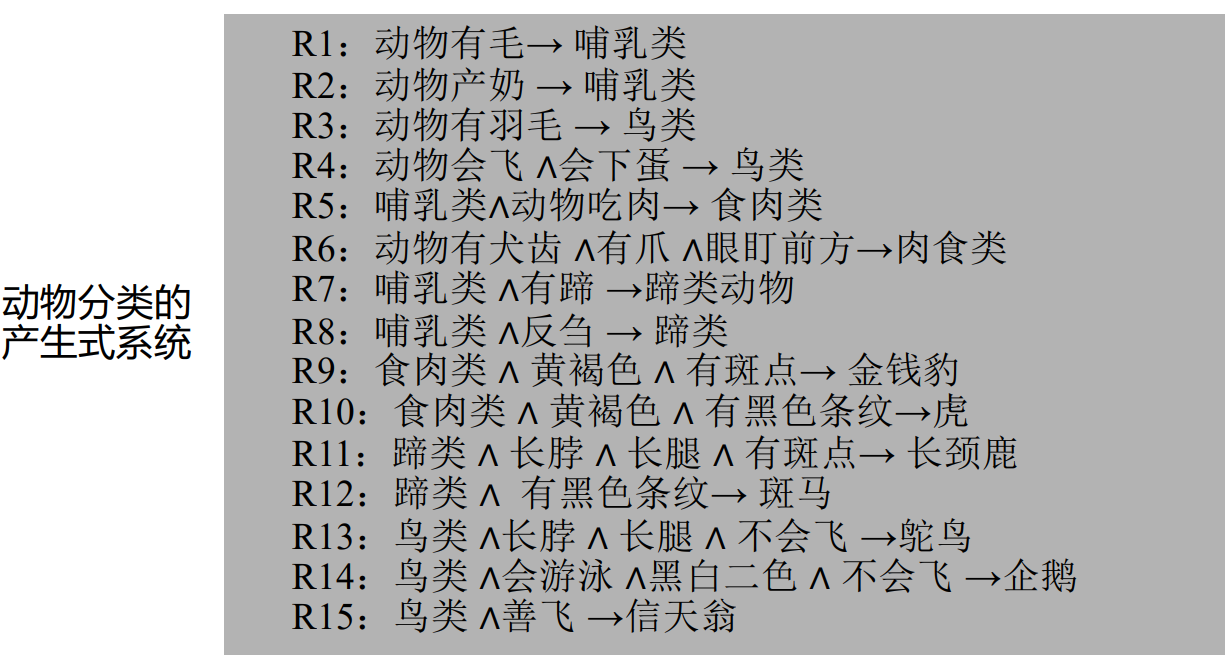 动物分类的
产生式系统
R1：动物有毛→ 哺乳类
R2：动物产奶 → 哺乳类
R3：动物有羽毛 → 鸟类
R4：动物会飞 ∧会下蛋 → 鸟类
R5：哺乳类∧动物吃肉→ 食肉类
R6：动物有犬齿 ∧有爪 ∧眼盯前方→肉食类
R7：哺乳类 ∧有蹄 →蹄类动物
R8：哺乳类 ∧反刍 → 蹄类
R9：食肉类 ∧ 黄褐色 ∧ 有斑点→ 金钱豹
R10：食肉类 ∧ 黄褐色 ∧ 有黑色条纹→虎
R11：蹄类 ∧ 长脖 ∧ 长腿 ∧ 有斑点→ 长颈鹿
R12：蹄类 ∧ 有黑色条纹→ 斑马
R13：鸟类 ∧长脖 ∧ 长腿 ∧ 不会飞 →鸵鸟
R14：鸟类 ∧会游泳 ∧黑白二色 ∧ 不会飞 →企鹅
R15：鸟类 ∧善飞 →信天翁